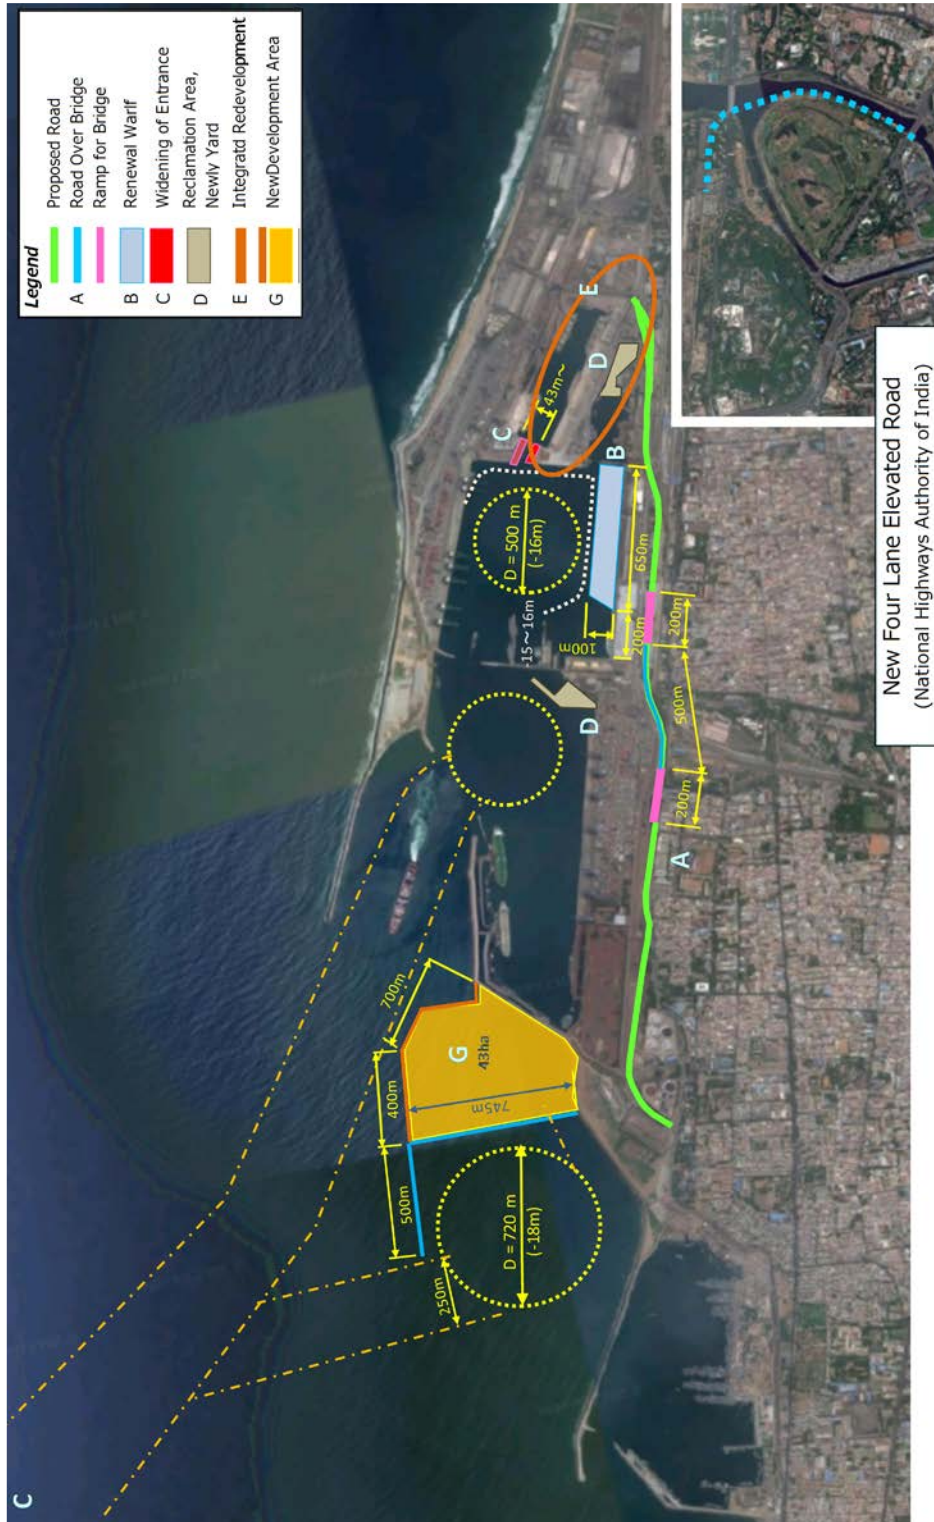 Legend
Proposed Road
A Road Over Bridge
Ramp for Bridge
B Renewal Warlf
C Widening of Entrance
D Reclamation Area,
Newly Yard
E Integratd Redevelopment
G NewDevelopment Area
C
500m
400m
700m
250m
D = 720 m
(-18m)
G
43ha
745m
D
-15～16m
D = 500 m
(-16m)
C
43m～
E
D
B
100m
200m
650m
A
200m
500m
200m
New Four Lane Elevated Road
(National Highways Authority of India)